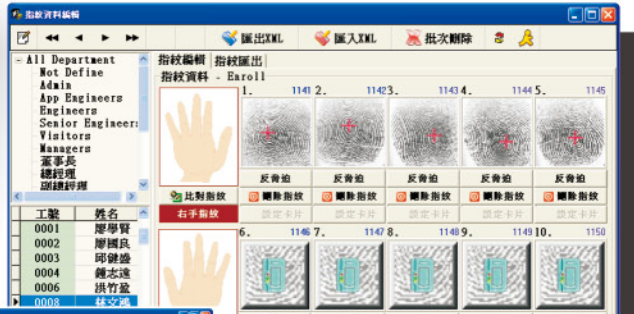 指紋資料編輯
匯出XML 匯入XML 批次刪除
All Department
Not Define
Admin
App Engineers
Engineers
Senior Engineer:
Visitors
Managers
董事長
總經理
副總經理
工號 姓名
0001 廖學賢
0002 廖國良
0003 邱健盛
0004 鍾志遠
0006 洪竹盈
0008 林文鴻
指紋編輯 指紋匯出
指紋資料 - Enroll
1. 1141 2. 1142 3. 1143 4. 1144 5. 1145
反脅迫 反脅迫 反脅迫 反脅迫 反脅迫
比對指紋 刪除指紋 刪除指紋 刪除指紋 刪除指紋 刪除指紋
右手指紋 設定卡片 設定卡片 設定卡片 設定卡片 設定卡片
6. 1146 7. 1147 8. 1148 9. 1149 10. 1150